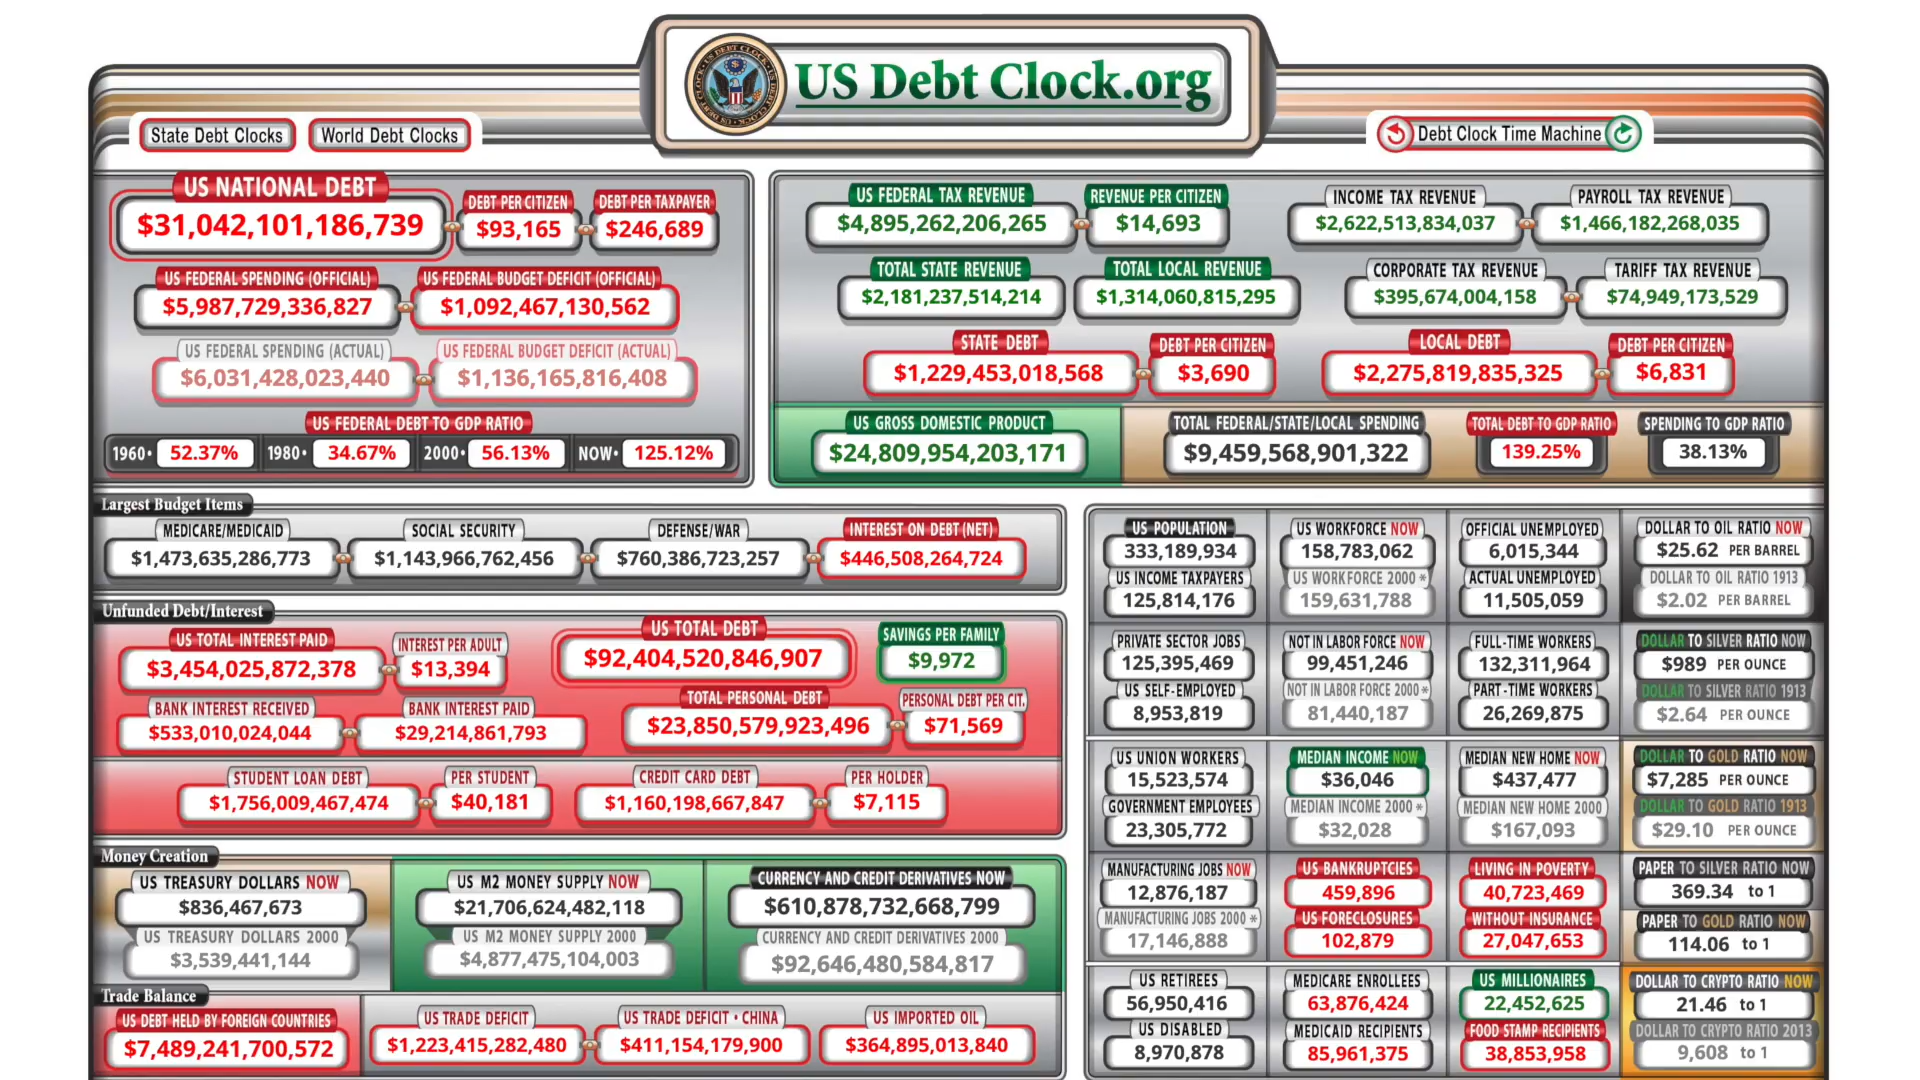 US Debt Clock.org
State Debt Clocks
World Debt Clocks
Debt Clock Time Machine
US NATIONAL DEBT
$31,042,101,186,739
DEBT PER CITIZEN
$93,165
DEBT PER TAXPAYER
$246,689
US FEDERAL SPENDING (OFFICIAL)
$5,987,729,336,827
US FEDERAL BUDGET DEFICIT (OFFICIAL)
$1,092,467,130,562
US FEDERAL SPENDING (ACTUAL)
$6,031,428,023,440
US FEDERAL BUDGET DEFICIT (ACTUAL)
$1,136,165,816,408
US FEDERAL DEBT TO GDP RATIO
1960• 52.37%
1980• 34.67%
2000• 56.13%
NOW• 125.12%
US FEDERAL TAX REVENUE
$4,895,262,206,265
REVENUE PER CITIZEN
$14,693
INCOME TAX REVENUE
$2,622,513,834,037
PAYROLL TAX REVENUE
$1,466,182,268,035
TOTAL STATE REVENUE
$2,181,237,514,214
TOTAL LOCAL REVENUE
$1,314,060,815,295
CORPORATE TAX REVENUE
$395,674,004,158
TARIFF TAX REVENUE
$74,949,173,529
STATE DEBT
$1,229,453,018,568
DEBT PER CITIZEN
$3,690
LOCAL DEBT
$2,275,819,835,325
DEBT PER CITIZEN
$6,831
US GROSS DOMESTIC PRODUCT
$24,809,954,203,171
TOTAL FEDERAL/STATE/LOCAL SPENDING
$9,459,568,901,322
TOTAL DEBT TO GDP RATIO
139.25%
SPENDING TO GDP RATIO
38.13%
Largest Budget Items
MEDICARE/MEDICAID
$1,473,635,286,773
SOCIAL SECURITY
$1,143,966,762,456
DEFENSE/WAR
$760,386,723,257
INTEREST ON DEBT (NET)
$446,508,264,724
Unfunded Debt/Interest
US TOTAL INTEREST PAID
$3,454,025,872,378
INTEREST PER ADULT
$13,394
US TOTAL DEBT
$92,404,520,846,907
SAVINGS PER FAMILY
$9,972
BANK INTEREST RECEIVED
$533,010,024,044
BANK INTEREST PAID
$29,214,861,793
TOTAL PERSONAL DEBT
$23,850,579,923,496
PERSONAL DEBT PER CIT.
$71,569
STUDENT LOAN DEBT
$1,756,009,467,474
PER STUDENT
$40,181
CREDIT CARD DEBT
$1,160,198,667,847
PER HOLDER
$7,115
Money Creation
US TREASURY DOLLARS NOW
$836,467,673
US TREASURY DOLLARS 2000
$3,539,441,144
US M2 MONEY SUPPLY NOW
$21,706,624,482,118
US M2 MONEY SUPPLY 2000
$4,877,475,104,003
CURRENCY AND CREDIT DERIVATIVES NOW
$610,878,732,668,799
CURRENCY AND CREDIT DERIVATIVES 2000
$92,646,480,584,817
Trade Balance
US DEBT HELD BY FOREIGN COUNTRIES
$7,489,241,700,572
US TRADE DEFICIT
$1,223,415,282,480
US TRADE DEFICIT • CHINA
$411,154,179,900
US IMPORTED OIL
$364,895,013,840
US POPULATION
333,189,934
US INCOME TAXPAYERS
125,814,176
US WORKFORCE NOW
158,783,062
US WORKFORCE 2000 *
159,631,788
OFFICIAL UNEMPLOYED
6,015,344
ACTUAL UNEMPLOYED
11,505,059
DOLLAR TO OIL RATIO NOW
$25.62 PER BARREL
DOLLAR TO OIL RATIO 1913
$2.02 PER BARREL
PRIVATE SECTOR JOBS
125,395,469
US SELF-EMPLOYED
8,953,819
NOT IN LABOR FORCE NOW
99,451,246
NOT IN LABOR FORCE 2000 *
81,440,187
FULL-TIME WORKERS
132,311,964
PART-TIME WORKERS
26,269,875
DOLLAR TO SILVER RATIO NOW
$989 PER OUNCE
DOLLAR TO SILVER RATIO 1913
$2.64 PER OUNCE
US UNION WORKERS
15,523,574
GOVERNMENT EMPLOYEES
23,305,772
MEDIAN INCOME NOW
$36,046
MEDIAN INCOME 2000 *
$32,028
MEDIAN NEW HOME NOW
$437,477
MEDIAN NEW HOME 2000
$167,093
DOLLAR TO GOLD RATIO NOW
$7,285 PER OUNCE
DOLLAR TO GOLD RATIO 1913
$29.10 PER OUNCE
MANUFACTURING JOBS NOW
12,876,187
MANUFACTURING JOBS 2000 *
17,146,888
US BANKRUPTCIES
459,896
US FORECLOSURES
102,879
LIVING IN POVERTY
40,723,469
WITHOUT INSURANCE
27,047,653
PAPER TO SILVER RATIO NOW
369.34 to 1
PAPER TO GOLD RATIO NOW
114.06 to 1
US RETIREES
56,950,416
US DISABLED
8,970,878
MEDICARE ENROLLEES
63,876,424
MEDICAID RECIPIENTS
85,961,375
US MILLIONAIRES
22,452,625
FOOD STAMP RECIPIENTS
38,853,958
DOLLAR TO CRYPTO RATIO NOW
21.46 to 1
DOLLAR TO CRYPTO RATIO 2013
9,608 to 1